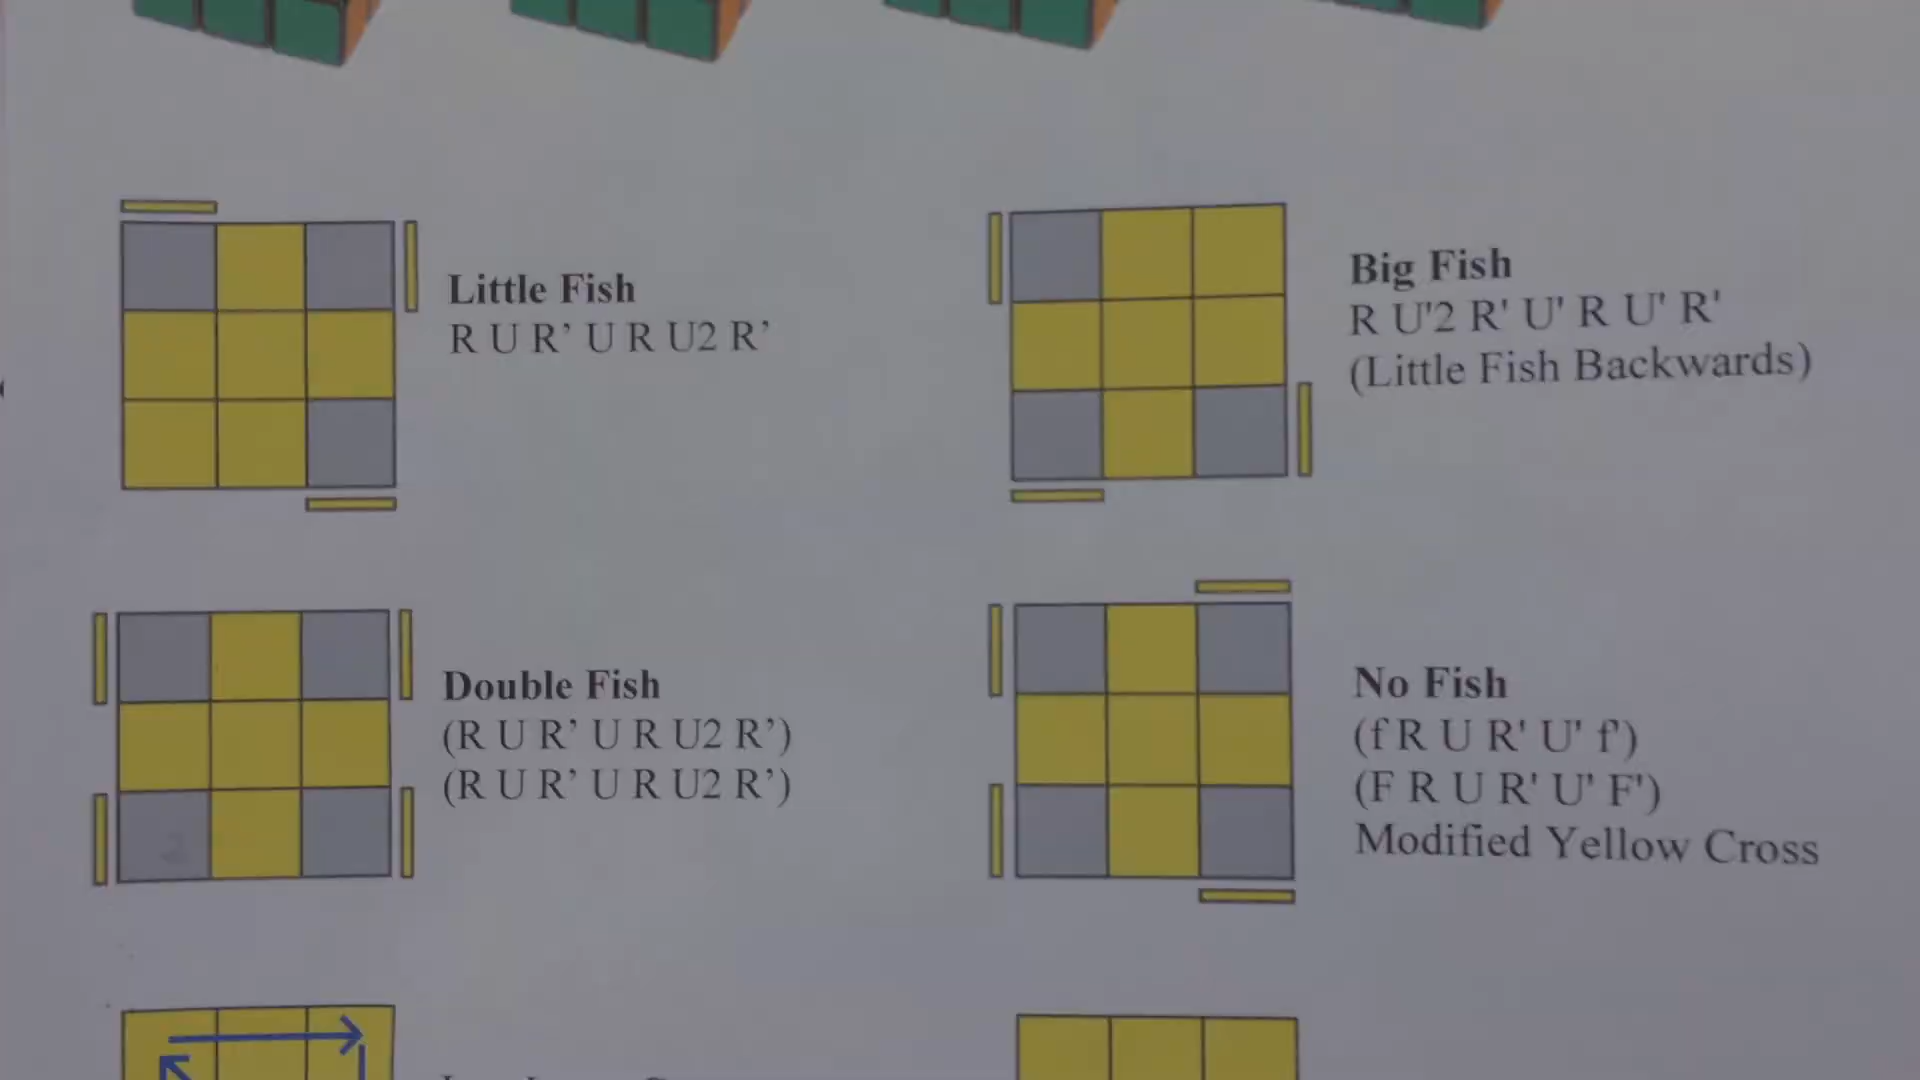 Little Fish
R U R’ U R U2 R’
Big Fish
R U'2 R' U' R U' R'
(Little Fish Backwards)
Double Fish
(R U R’ U R U2 R’)
(R U R’ U R U2 R’)
No Fish
(f R U R' U' f')
(F R U R' U' F')
Modified Yellow Cross